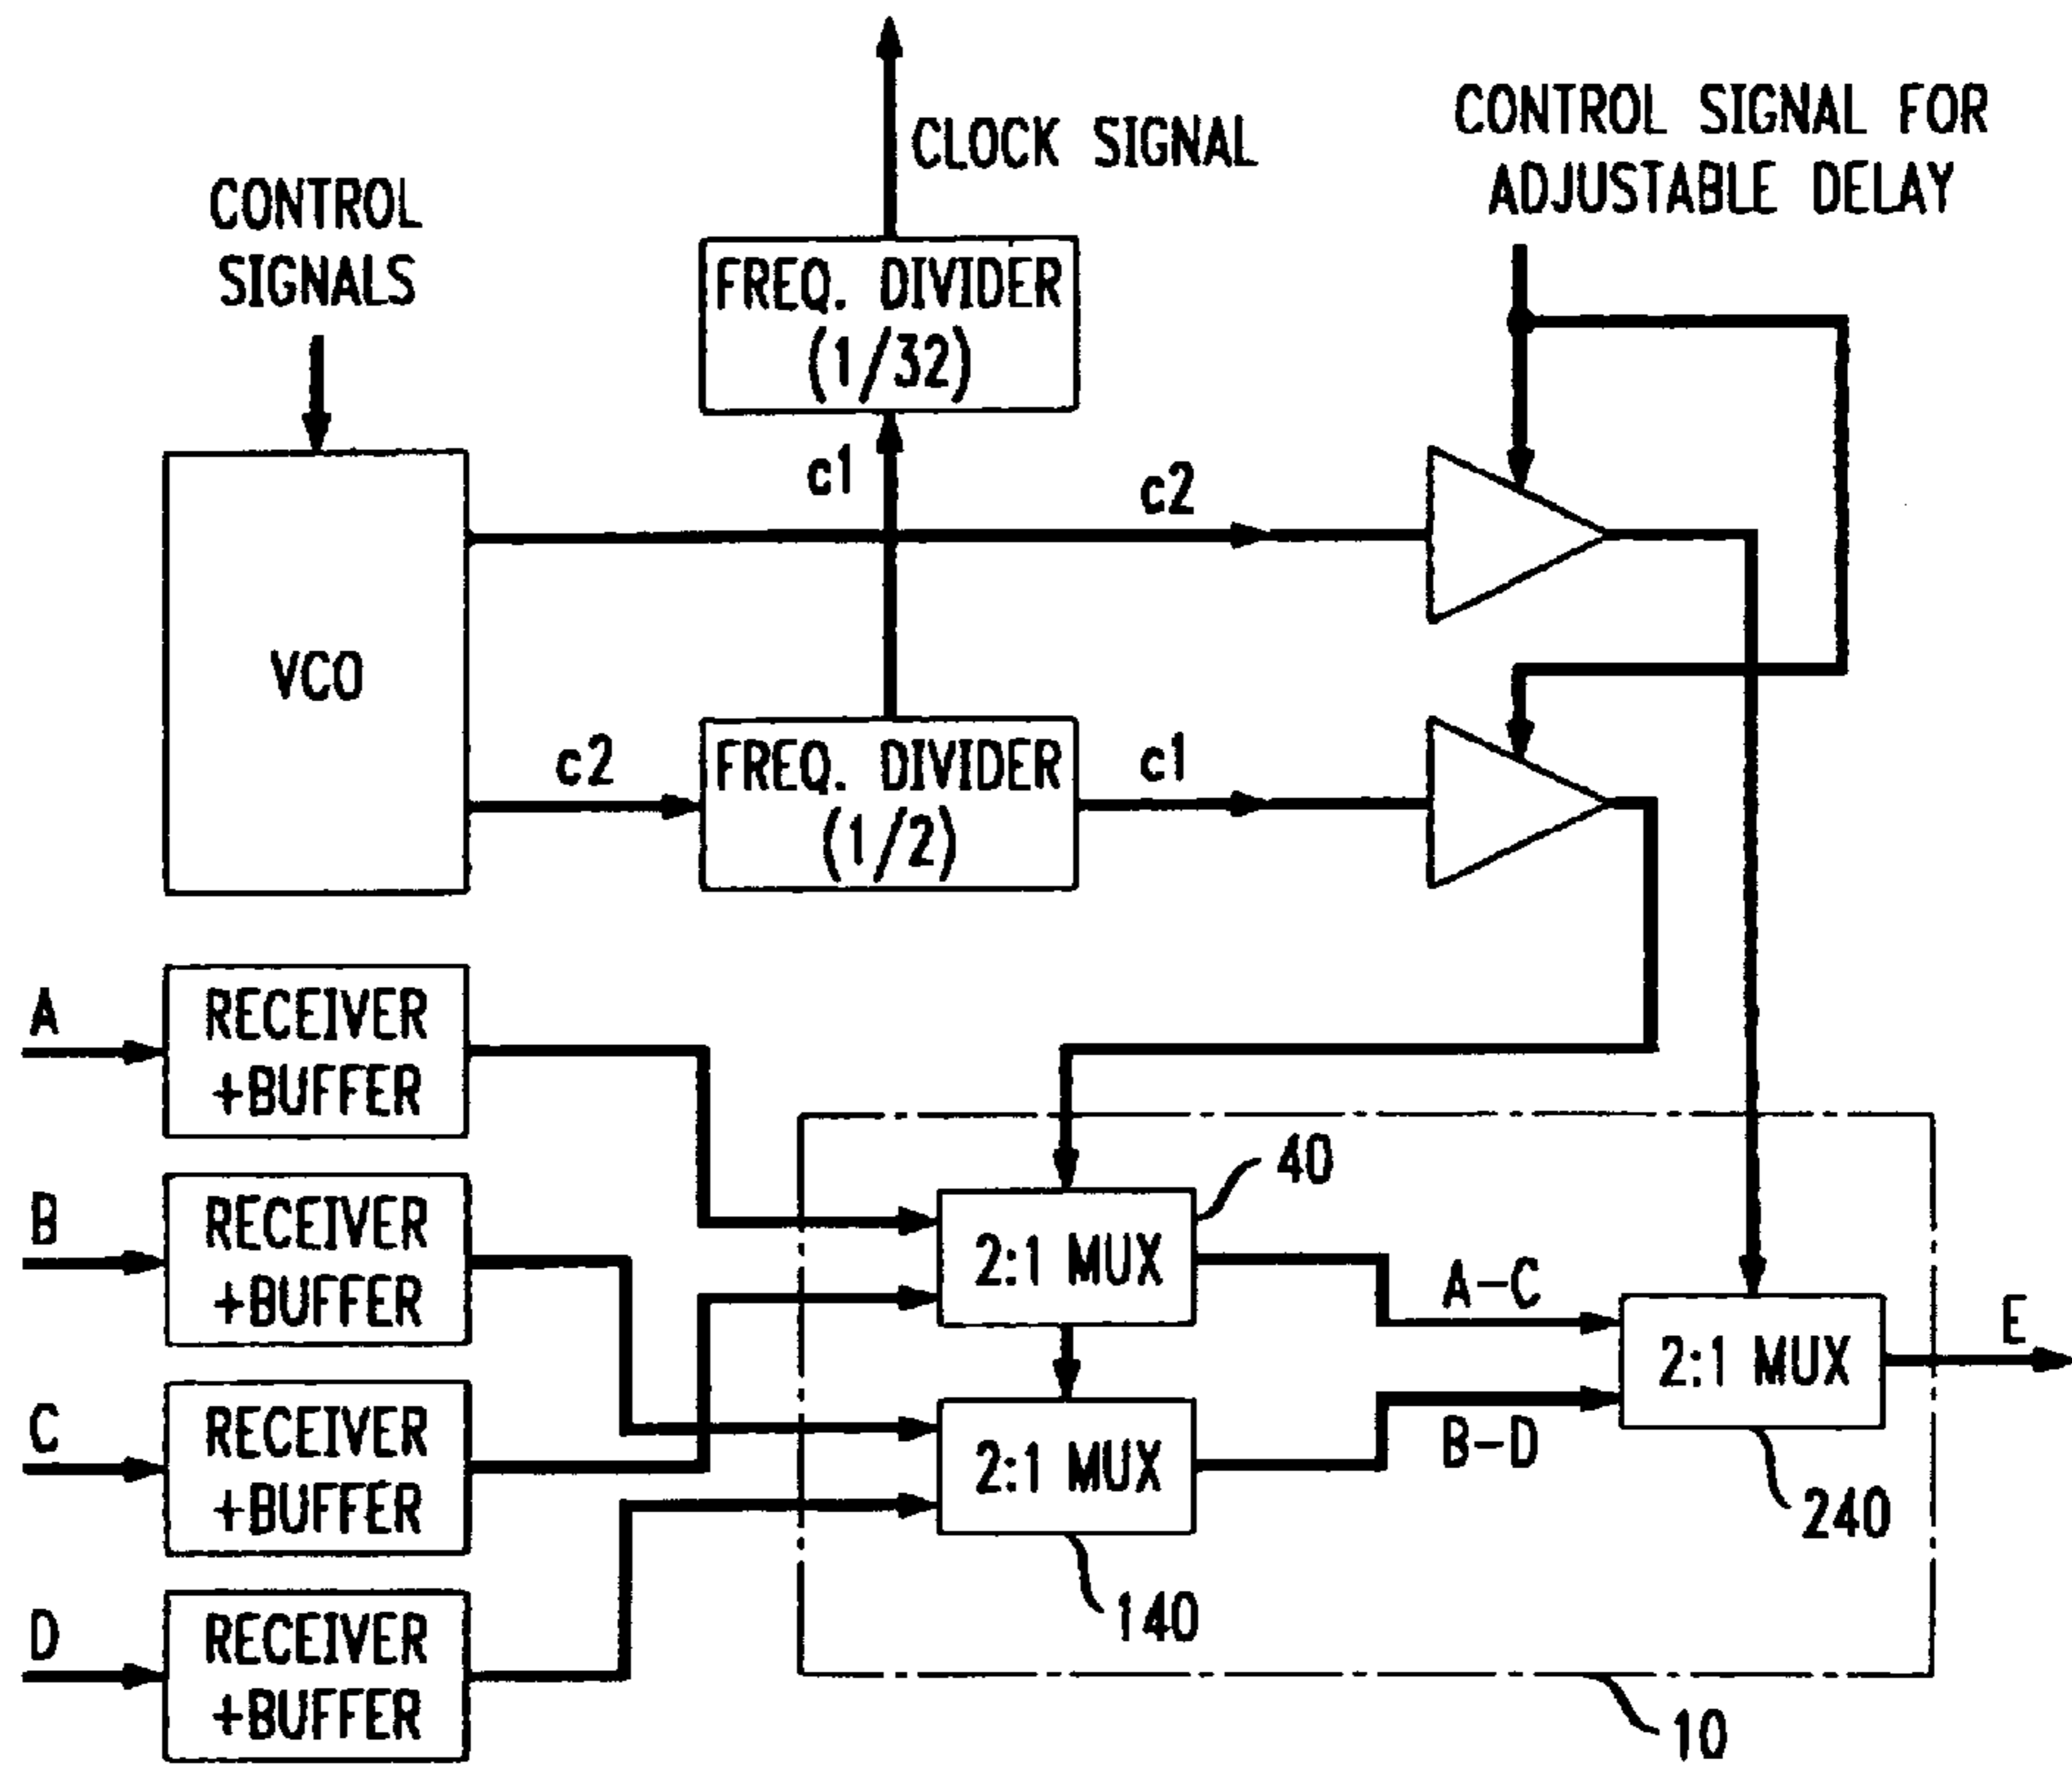 CLOCK SIGNAL
CONTROL SIGNAL FOR
ADJUSTABLE DELAY
CONTROL
SIGNALS
FREQ. DIVIDER
(1/32)
c1
c2
VCO
c2
FREQ. DIVIDER
(1/2)
c1
A
RECEIVER
+BUFFER
B
RECEIVER
+BUFFER
C
RECEIVER
+BUFFER
D
RECEIVER
+BUFFER
40
2:1 MUX
A-C
2:1 MUX
E
2:1 MUX
B-D
240
140
10